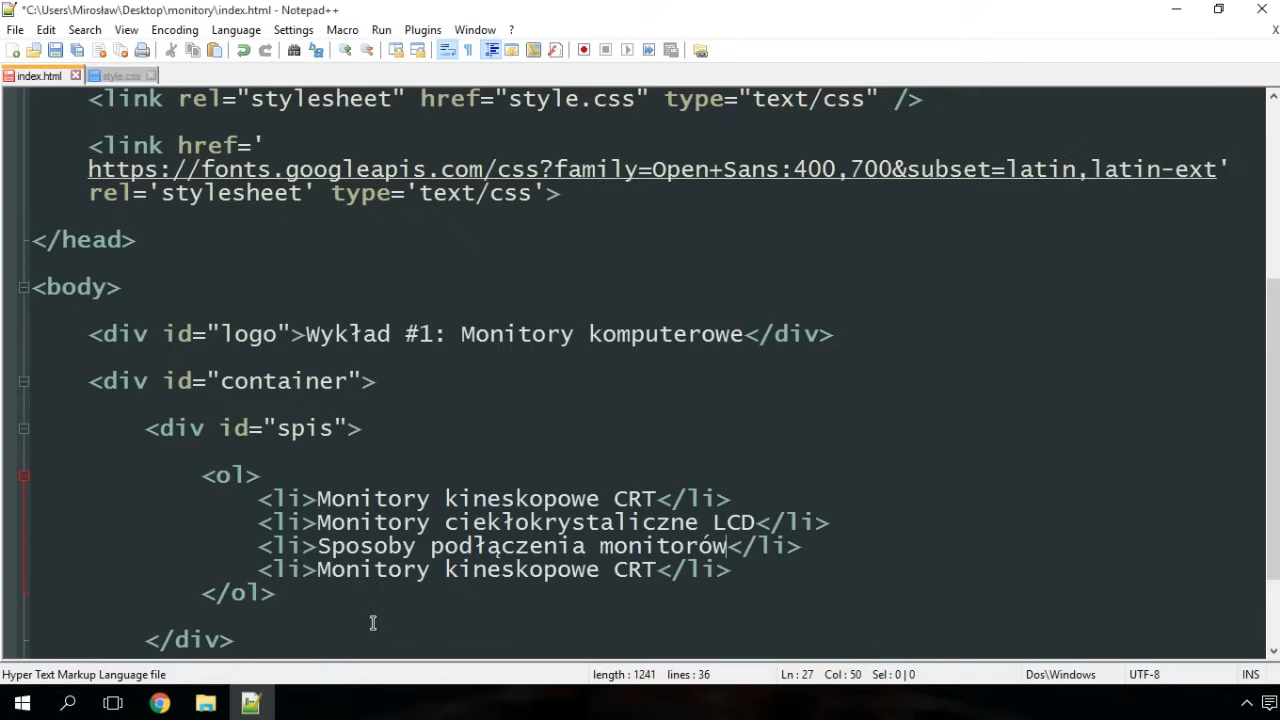 *C:\Users\Mirosław\Desktop\monitory\index.html - Notepad++
File Edit Search View Encoding Language Settings Macro Run Plugins Window ? X
index.html style.css
<link rel="stylesheet" href="style.css" type="text/css" />
<link href='
https://fonts.googleapis.com/css?family=Open+Sans:400,700&subset=latin,latin-ext'
rel='stylesheet' type='text/css'>
</head>
<body>
<div id="logo">Wykład #1: Monitory komputerowe</div>
<div id="container">
<div id="spis">
<ol>
<li>Monitory kineskopowe CRT</li>
<li>Monitory ciekłokrystaliczne LCD</li>
<li>Sposoby podłączenia monitorów</li>
<li>Monitory kineskopowe CRT</li>
</ol>
</div>
Hyper Text Markup Language file length : 1241 lines : 36 Ln : 27 Col : 50 Sel : 0 | 0 Dos\Windows UTF-8 INS